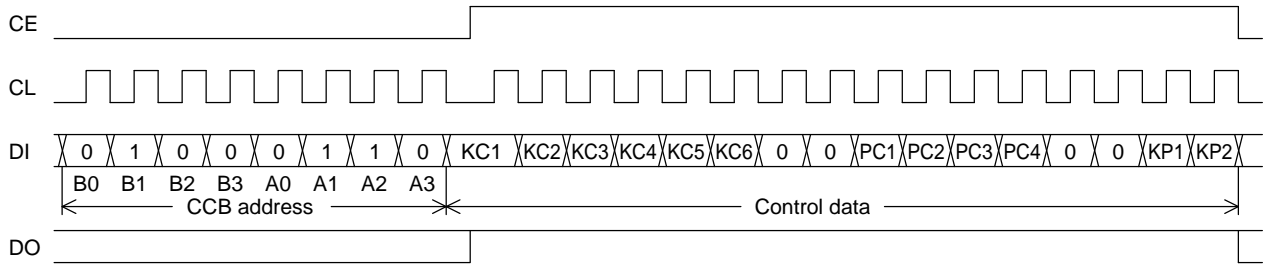 CE
CL
DI 0 1 0 0 0 1 1 0 KC1 KC2 KC3 KC4 KC5 KC6 0 0 PC1 PC2 PC3 PC4 0 0 KP1 KP2
B0 B1 B2 B3 A0 A1 A2 A3
CCB address Control data
DO